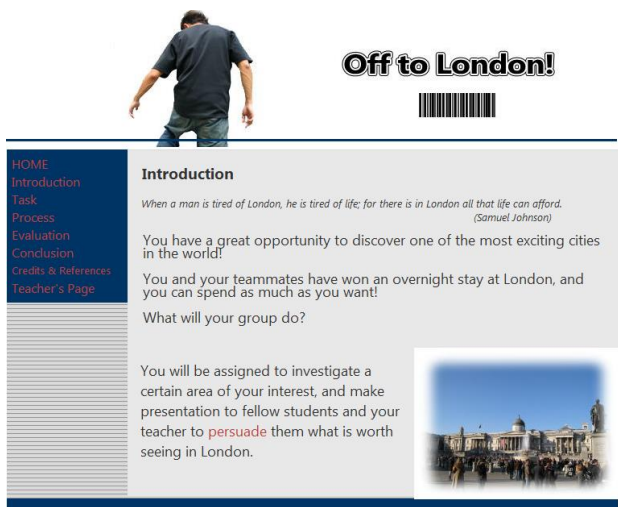 Off to London!
HOME
Introduction
Task
Process
Evaluation
Conclusion
Credits & References
Teacher´s Page
Introduction
When a man is tired of London, he is tired of life; for there is in London all that life can afford.
(Samuel Johnson)
You have a great opportunity to discover one of the most exciting cities
in the world!
You and your teammates have won an overnight stay at London, and
you can spend as much as you want!
What will your group do?
You will be assigned to investigate a
certain area of your interest, and make
presentation to fellow students and your
teacher to persuade them what is worth
seeing in London.